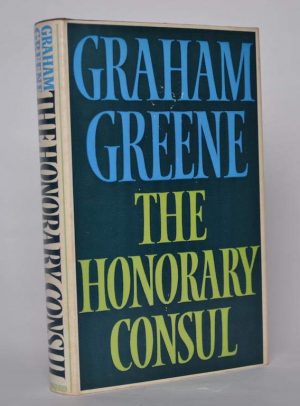 GRAHAM
GREENE
THE
HONORARY
CONSUL
GRAHAM
GREENE
THE HONORARY CONSUL